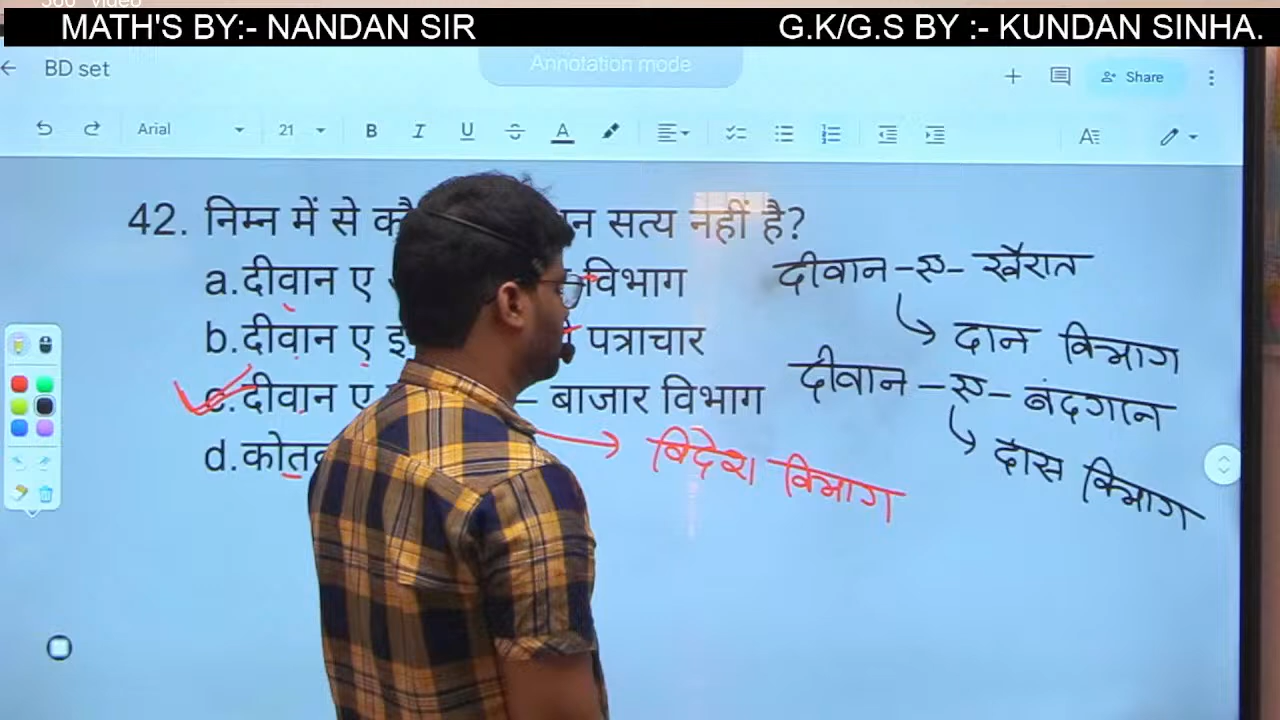 MATH'S BY:- NANDAN SIR
G.K/G.S BY :- KUNDAN SINHA.
BD set
Annotation mode
Share
Arial
21
42. निम्न में से न सत्य नहीं है?
a. दीवान ए विभाग
b. दीवान ए पत्राचार
c. दीवान ए – बाजार विभाग
d.
विदेश विभाग
दीवान-ए-खैरात
दान विभाग
दीवान-ए-बंदगान
दास विभाग